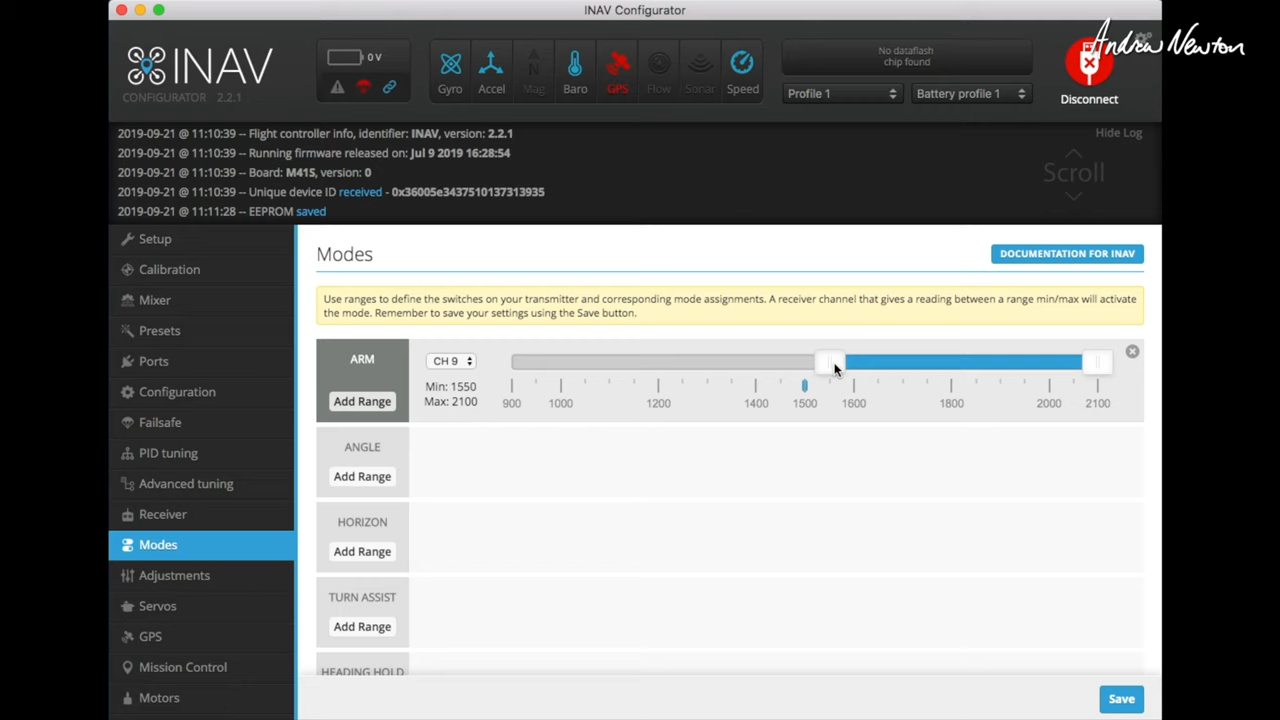 INAV Configurator
Andrew Newton
INAV
CONFIGURATOR 2.2.1
0 V
Gyro
Accel
Mag
Baro
GPS
Flow
Sonar
Speed
No dataflash
chip found
Profile 1
Battery profile 1
Disconnect
2019-09-21 @ 11:10:39 -- Flight controller info, identifier: INAV, version: 2.2.1
Hide Log
2019-09-21 @ 11:10:39 -- Running firmware released on: Jul 9 2019 16:28:54
2019-09-21 @ 11:10:39 -- Board: M41S, version: 0
Scroll
2019-09-21 @ 11:10:39 -- Unique device ID received - 0x36005e3437510137313935
2019-09-21 @ 11:11:28 -- EEPROM saved
Setup
Calibration
Mixer
Presets
Ports
Configuration
Failsafe
PID tuning
Advanced tuning
Receiver
Modes
Adjustments
Servos
GPS
Mission Control
Motors
Modes
DOCUMENTATION FOR INAV
Use ranges to define the switches on your transmitter and corresponding mode assignments. A receiver channel that gives a reading between a range min/max will activate
the mode. Remember to save your settings using the Save button.
ARM
Add Range
CH 9
Min: 1550
Max: 2100
900 1000 1200 1400 1500 1600 1800 2000 2100
ANGLE
Add Range
HORIZON
Add Range
TURN ASSIST
Add Range
HEADING HOLD
Save